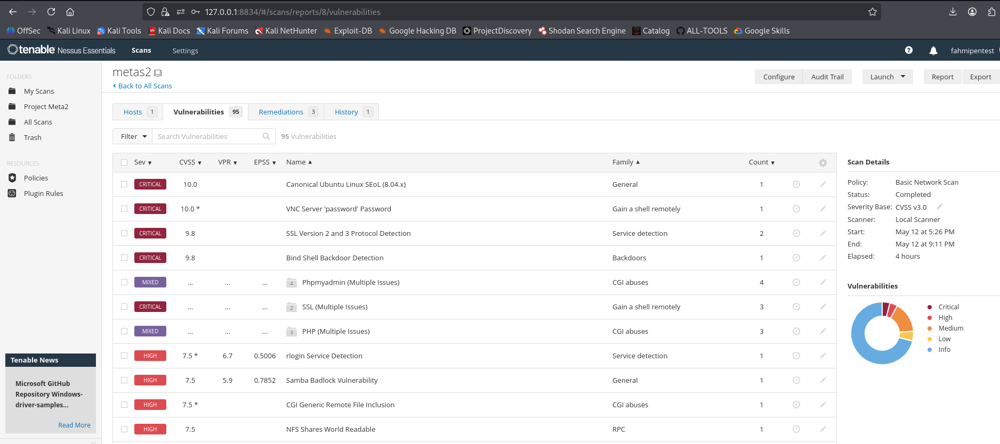 127.0.0.1:8834/#/scans/reports/8/vulnerabilities
OffSec Kali Linux Kali Tools Kali Docs Kali Forums Kali NetHunter Exploit-DB Google Hacking DB ProjectDiscovery Shodan Search Engine Catalog ALL-TOOLS Google Skills
tenable Nessus Essentials Scans Settings fahmipentest
FOLDERS
My Scans
Project Meta2
All Scans
Trash
RESOURCES
Policies
Plugin Rules
Tenable News
Microsoft GitHub
Repository Windows-
driver-samples...
Read More
metas2
Back to All Scans
Configure Audit Trail Launch Report Export
Hosts 1 Vulnerabilities 95 Remediations 3 History 1
Filter Search Vulnerabilities 95 Vulnerabilities
Sev CVSS VPR EPSS Name Family Count
CRITICAL 10.0 Canonical Ubuntu Linux SEoL (8.04.x) General 1
CRITICAL 10.0 * VNC Server 'password' Password Gain a shell remotely 1
CRITICAL 9.8 SSL Version 2 and 3 Protocol Detection Service detection 2
CRITICAL 9.8 Bind Shell Backdoor Detection Backdoors 1
MIXED ... ... ... 4 Phpmyadmin (Multiple Issues) CGI abuses 4
CRITICAL ... ... ... 2 SSL (Multiple Issues) Gain a shell remotely 3
MIXED ... ... ... 3 PHP (Multiple Issues) CGI abuses 3
HIGH 7.5 * 6.7 0.5006 rlogin Service Detection Service detection 1
HIGH 7.5 5.9 0.7852 Samba Badlock Vulnerability General 1
HIGH 7.5 * CGI Generic Remote File Inclusion CGI abuses 1
HIGH 7.5 NFS Shares World Readable RPC 1
Scan Details
Policy: Basic Network Scan
Status: Completed
Severity Base: CVSS v3.0
Scanner: Local Scanner
Start: May 12 at 5:26 PM
End: May 12 at 9:11 PM
Elapsed: 4 hours
Vulnerabilities
Critical
High
Medium
Low
Info